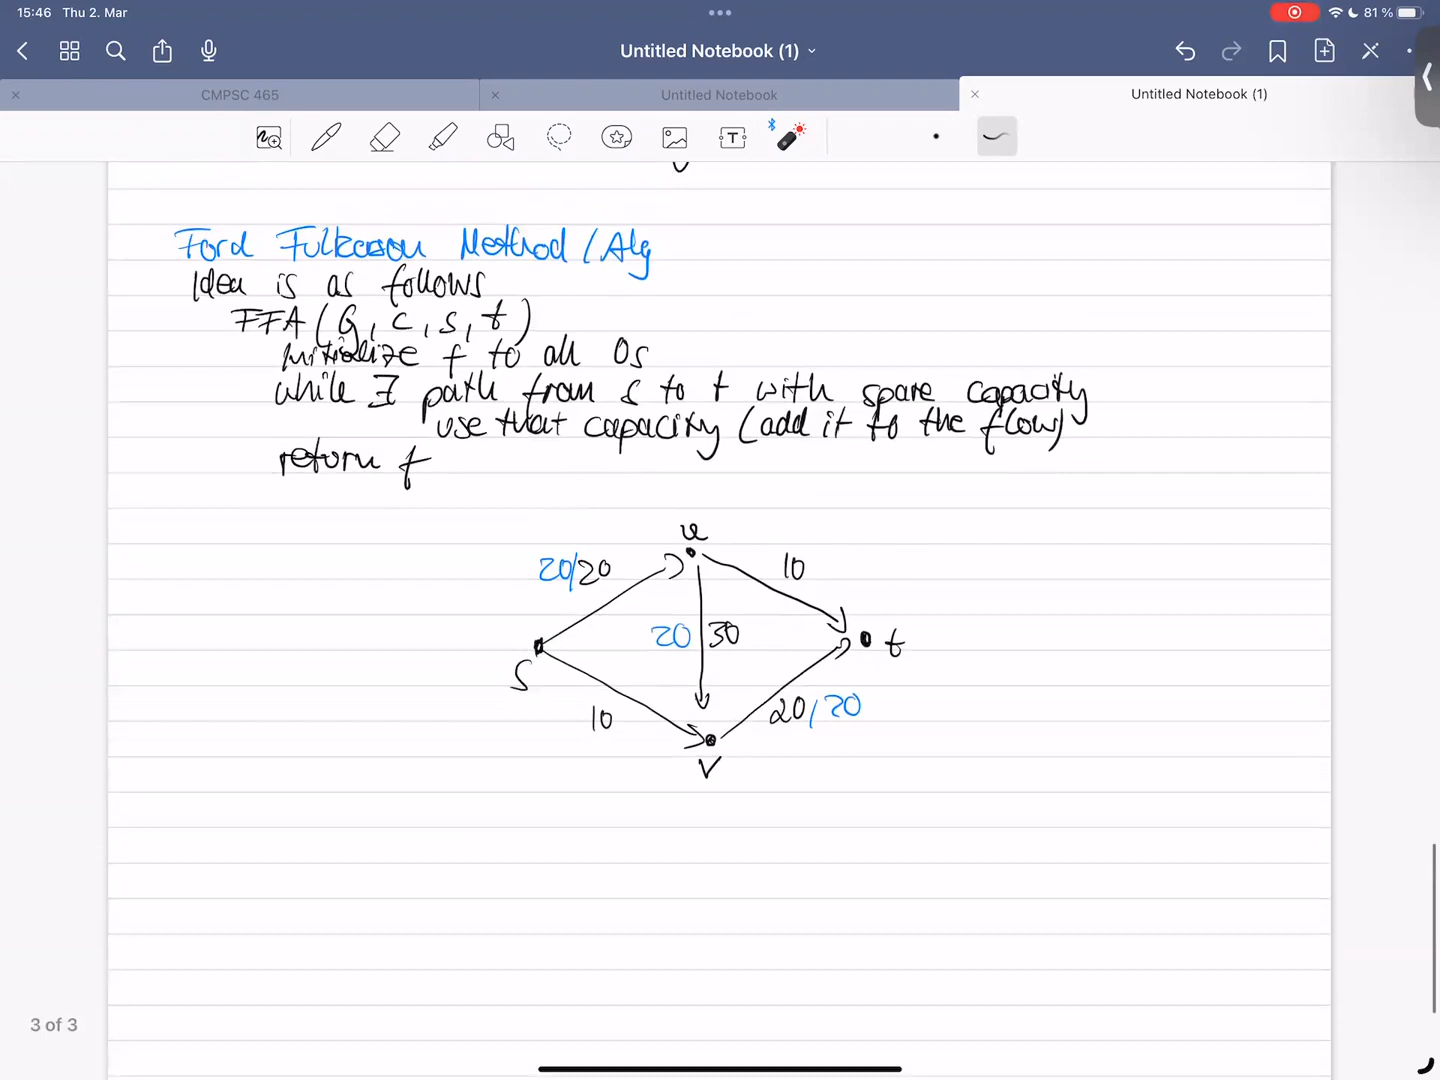 15:46 Thu 2. Mar
81 %
Untitled Notebook (1)
CMPSC 465
Untitled Notebook
Untitled Notebook (1)
T
v
Ford Fulkerson Method / Alg
Idea is as follows
FFA (G, c, s, t)
initialize f to all 0s
while ∃ path from s to t with spare capacity
use that capacity (add it to the flow)
return f
u
20/20
10
20
30
t
S
10
20/20
V
3 of 3